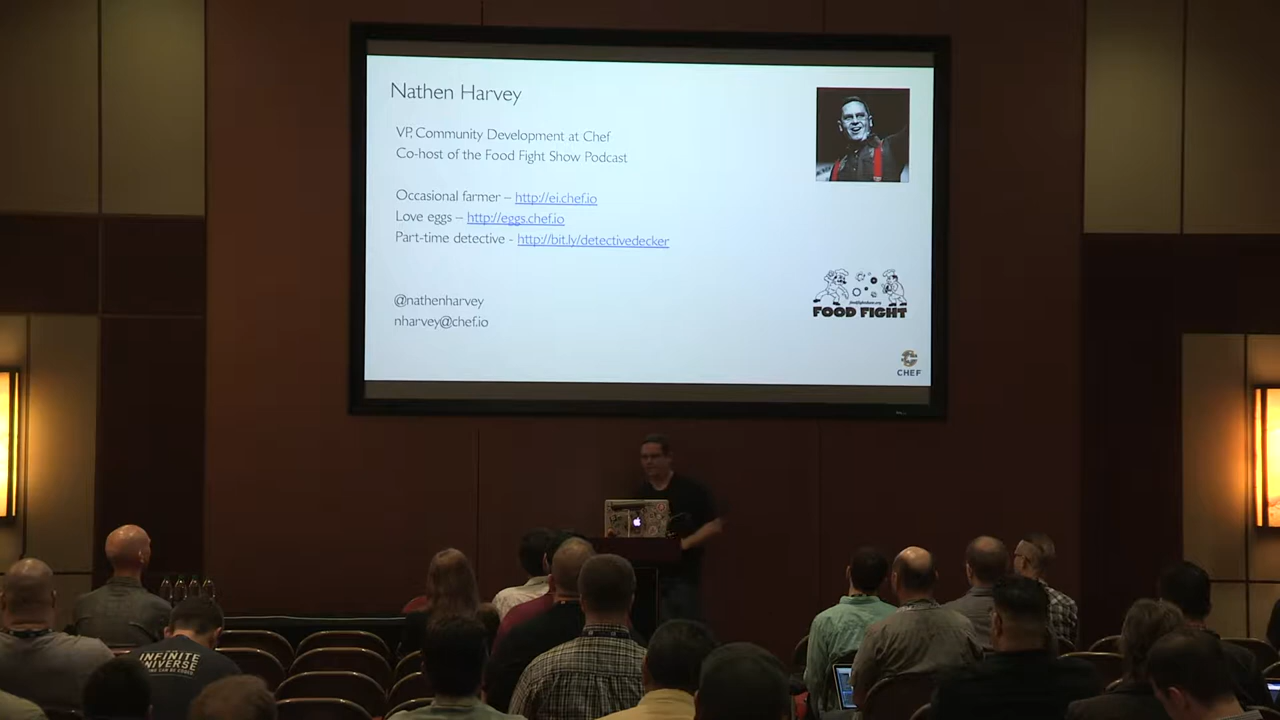 Nathen Harvey
VP, Community Development at Chef
Co-host of the Food Fight Show Podcast
Occasional farmer – http://ei.chef.io
Love eggs – http://eggs.chef.io
Part-time detective - http://bit.ly/detectivedecker
@nathenharvey
nharvey@chef.io
FOOD FIGHT
CHEF
INFINITE
UNIVERSE